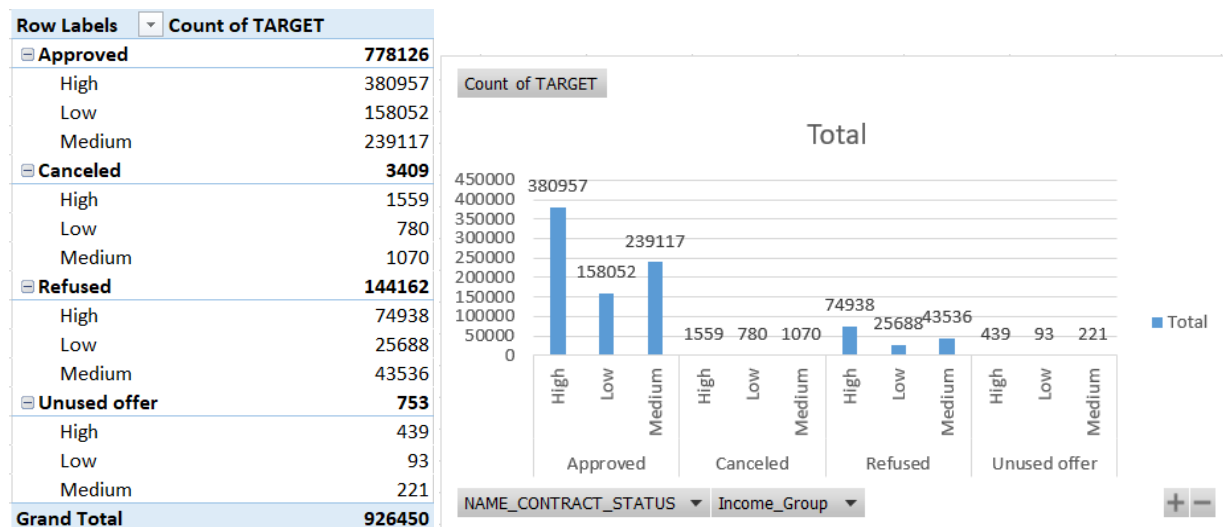 Row Labels Count of TARGET
Approved 778126
High 380957
Low 158052
Medium 239117
Canceled 3409
High 1559
Low 780
Medium 1070
Refused 144162
High 74938
Low 25688
Medium 43536
Unused offer 753
High 439
Low 93
Medium 221
Grand Total 926450
Count of TARGET
Total
450000
400000
350000
300000
250000
200000
150000
100000
50000
0
380957
158052
239117
1559 780 1070
74938
25688
43536
439 93 221
High Low Medium High Low Medium High Low Medium High Low Medium
Approved Canceled Refused Unused offer
Total
NAME_CONTRACT_STATUS Income_Group